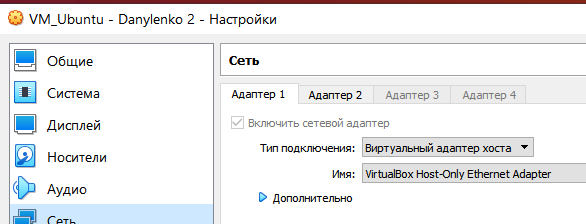 VM_Ubuntu - Danylenko 2 - Настройки
Общие
Система
Дисплей
Носители
Аудио
Сеть
Сеть
Адаптер 1 Адаптер 2 Адаптер 3 Адаптер 4
Включить сетевой адаптер
Тип подключения: Виртуальный адаптер хоста
Имя: VirtualBox Host-Only Ethernet Adapter
Дополнительно